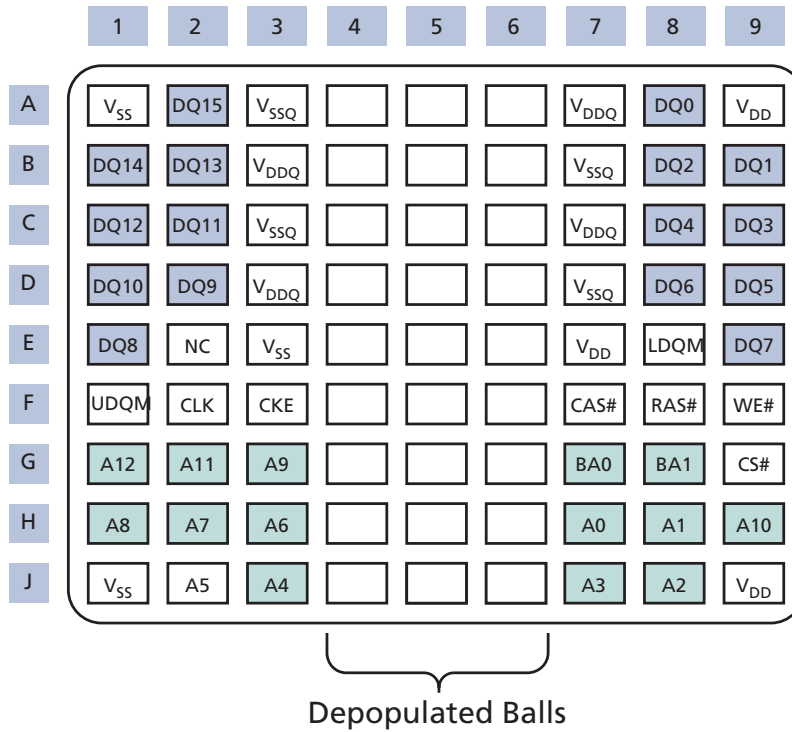 1 2 3 4 5 6 7 8 9
A VSS DQ15 VSSQ VDDQ DQ0 VDD
B DQ14 DQ13 VDDQ VSSQ DQ2 DQ1
C DQ12 DQ11 VSSQ VDDQ DQ4 DQ3
D DQ10 DQ9 VDDQ VSSQ DQ6 DQ5
E DQ8 NC VSS VDD LDQM DQ7
F UDQM CLK CKE CAS# RAS# WE#
G A12 A11 A9 BA0 BA1 CS#
H A8 A7 A6 A0 A1 A10
J VSS A5 A4 A3 A2 VDD
Depopulated Balls